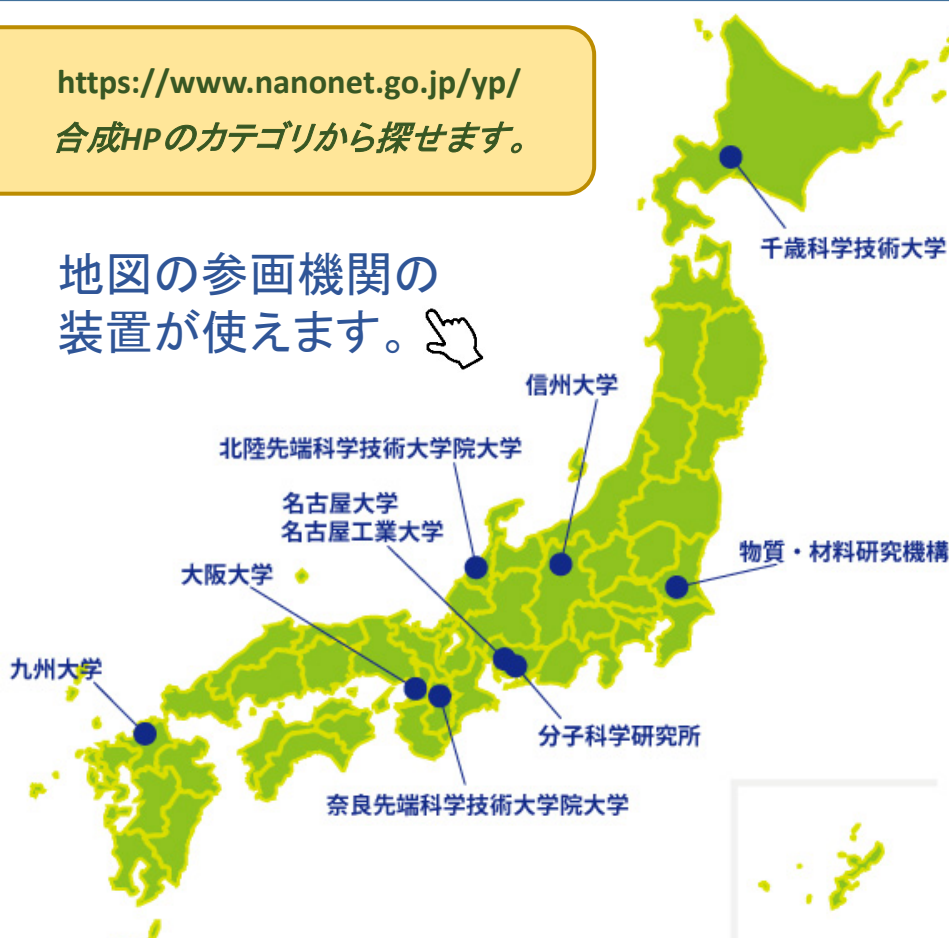 https://www.nanonet.go.jp/yp/
合成HPのカテゴリから探せます。
地図の参画機関の
装置が使えます。
千歳科学技術大学
信州大学
北陸先端科学技術大学院大学
名古屋大学
名古屋工業大学
物質・材料研究機構
大阪大学
九州大学
分子科学研究所
奈良先端科学技術大学院大学